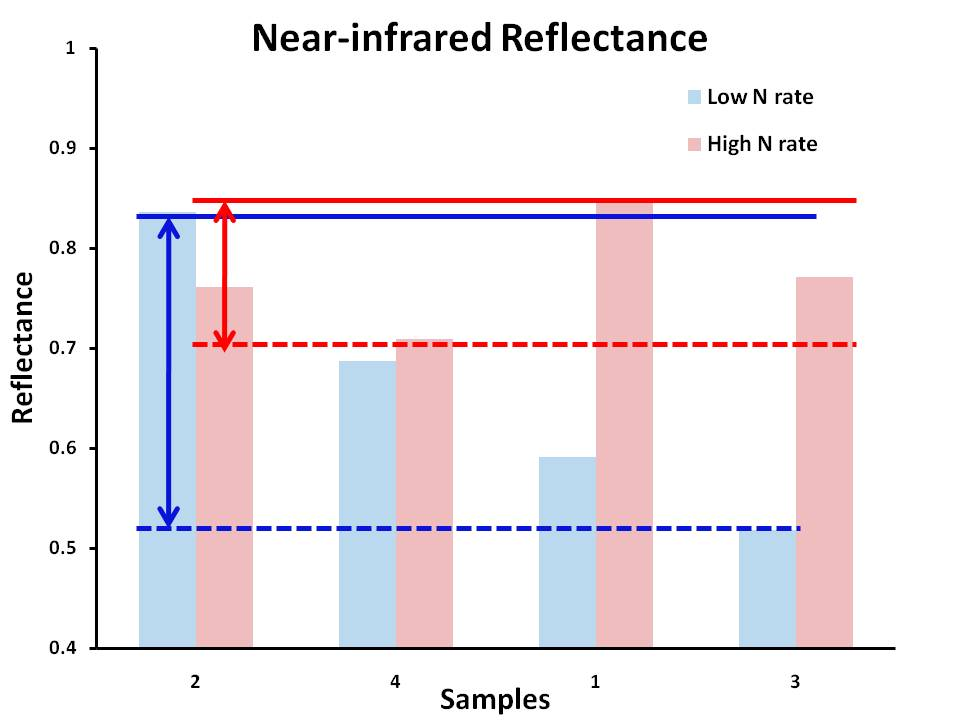 Near-infrared Reflectance
Low N rate
High N rate
Reflectance
1
0.9
0.8
0.7
0.6
0.5
0.4
2 4 1 3
Samples